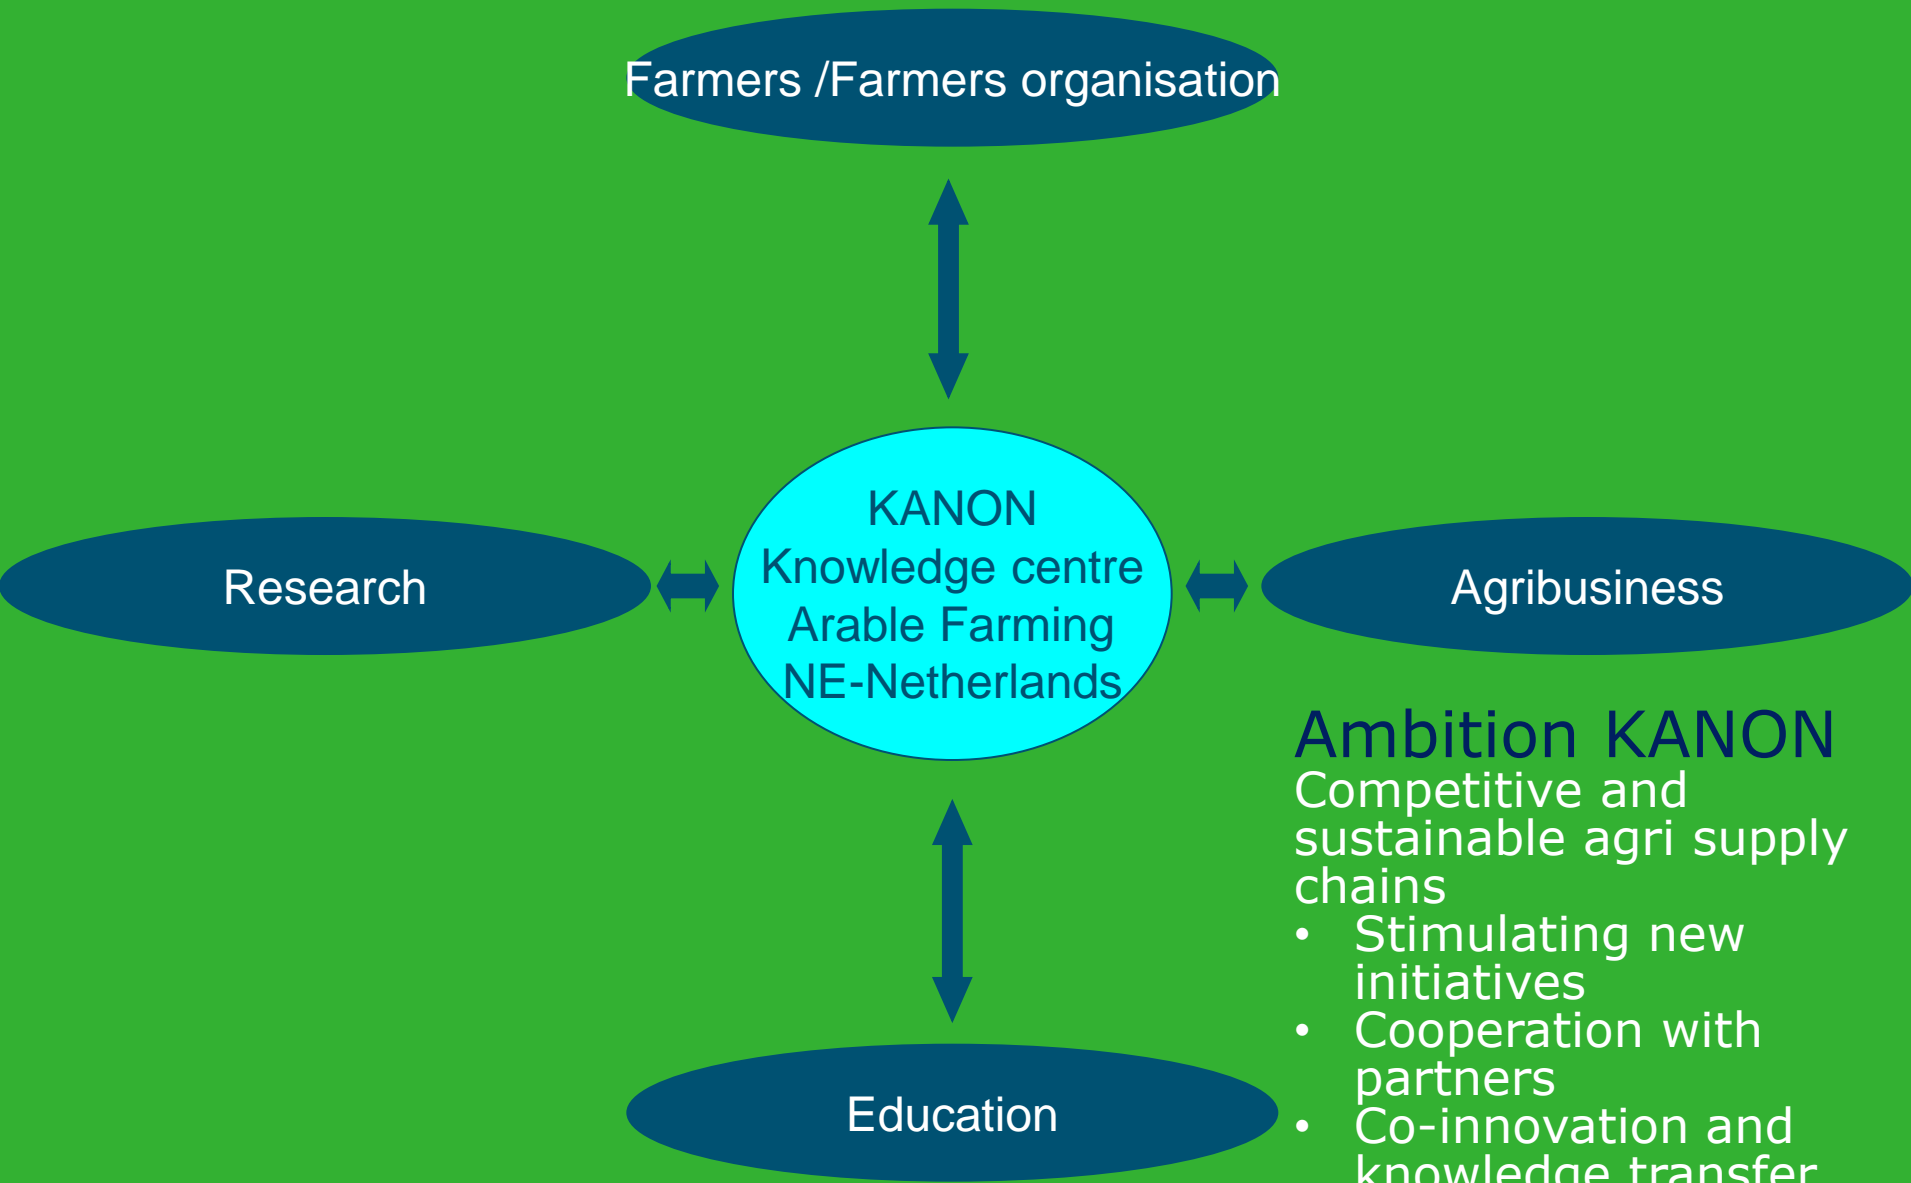 Farmers /Farmers organisation
KANON
Knowledge centre
Arable Farming
NE-Netherlands
Research
Agribusiness
Education
Ambition KANON
Competitive and
sustainable agri supply
chains
• Stimulating new
initiatives
• Cooperation with
partners
• Co-innovation and
knowledge transfer